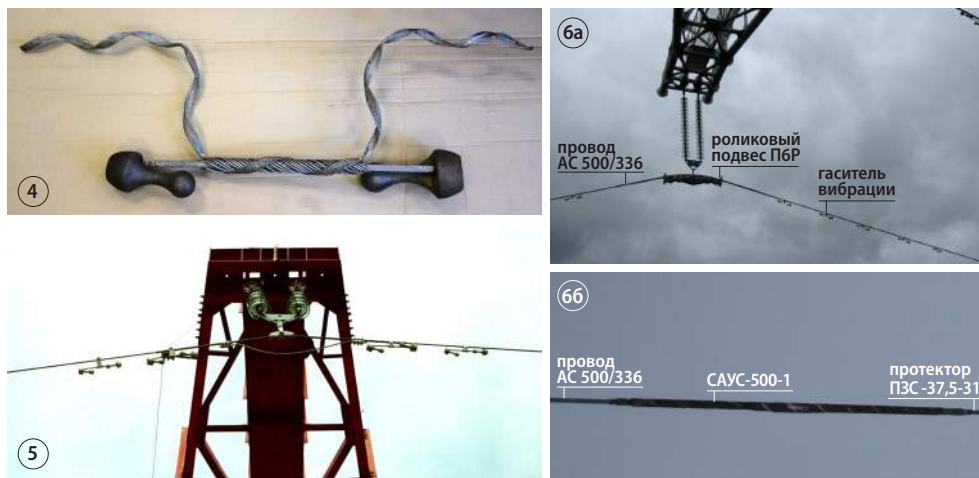 4
5
6а
провод
АС 500/336
роликовый
подвес П6Р
гаситель
вибрации
6б
провод
АС 500/336
САУС-500-1
протектор
ПЗС -37,5-31